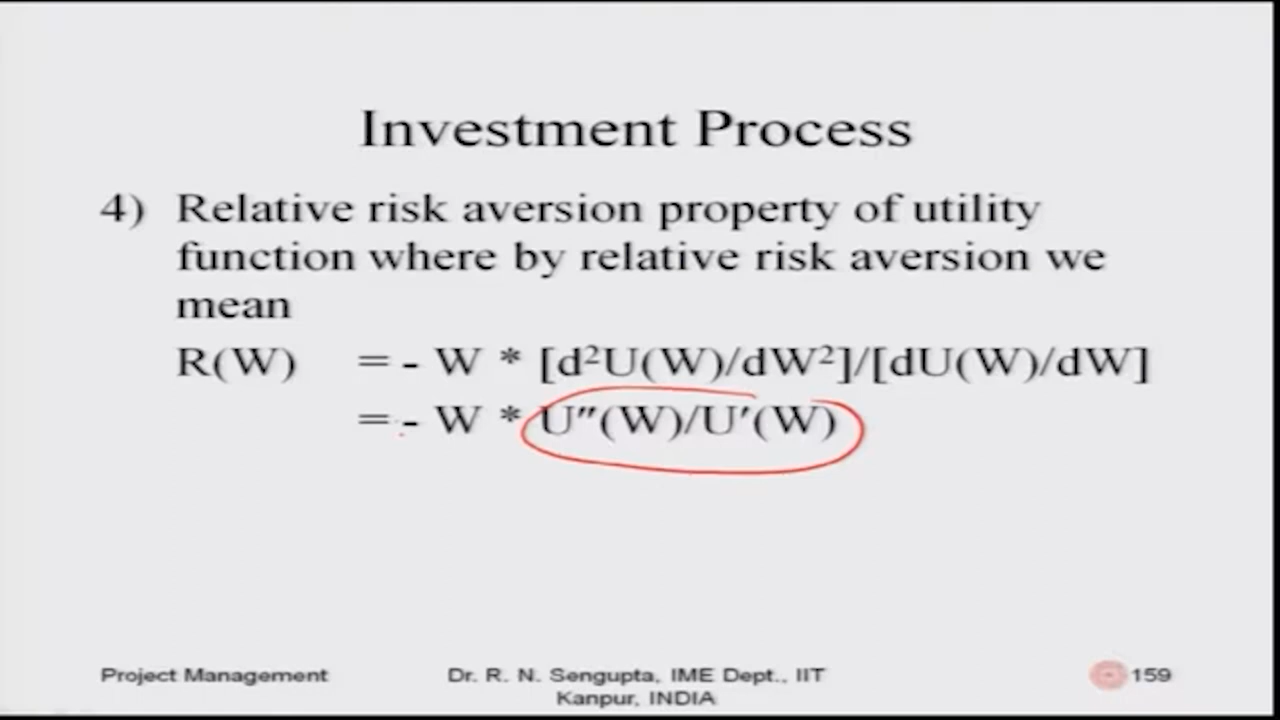 Investment Process
4) Relative risk aversion property of utility
function where by relative risk aversion we
mean
R(W) = - W * [d²U(W)/dW²]/[dU(W)/dW]
= - W * U″(W)/U′(W)
Project Management
Dr. R. N. Sengupta, IME Dept., IIT
Kanpur, INDIA
159